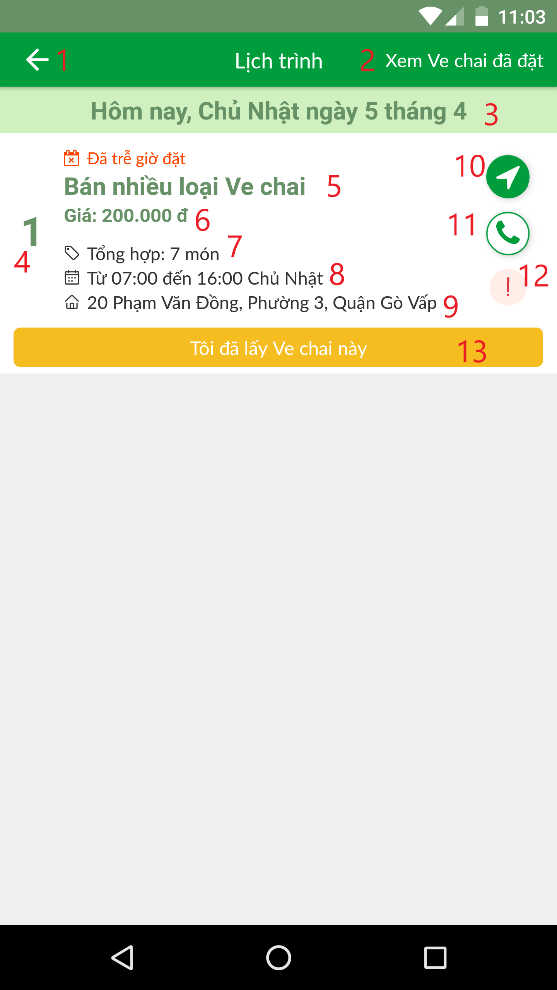 11:03
1 Lịch trình 2 Xem Ve chai đã đặt
Hôm nay, Chủ Nhật ngày 5 tháng 4 3
Đã trễ giờ đặt
10
Bán nhiều loại Ve chai 5
Giá: 200.000 đ 6
11
1
4
Tổng hợp: 7 món 7
Từ 07:00 đến 16:00 Chủ Nhật 8
! 12
20 Phạm Văn Đồng, Phường 3, Quận Gò Vấp 9
Tôi đã lấy Ve chai này 13